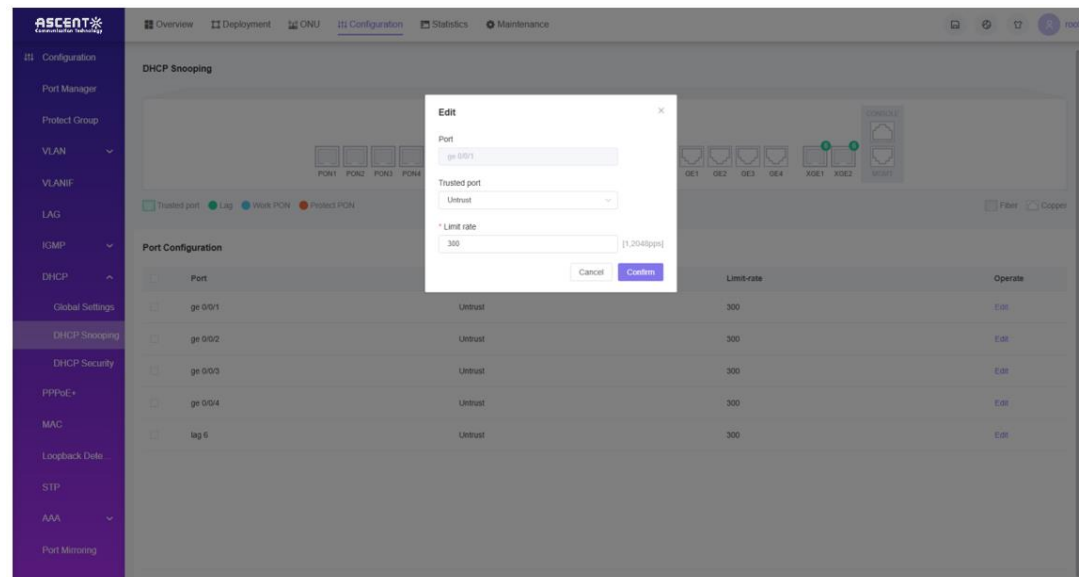 ASCENT
Communication Technology
Overview Deployment ONU Configuration Statistics Maintenance
Configuration
Port Manager
Protect Group
VLAN
VLANIF
LAG
IGMP
DHCP
Global Settings
DHCP Snooping
DHCP Security
PPPoE+
MAC
Loopback Dete...
STP
AAA
Port Mirroring
DHCP Snooping
CONSOLE
PON1 PON2 PON3 PON4
GE1 GE2 GE3 GE4 XGE1 XGE2 MGMT
Trusted port Lag Work PON Protect PON
Fiber Copper
Edit
Port
ge 0/0/1
Trusted port
Untrust
* Limit rate
300 [1,2048pps]
Cancel Confirm
Port Configuration
Port Limit-rate Operate
ge 0/0/1 Untrust 300 Edit
ge 0/0/2 Untrust 300 Edit
ge 0/0/3 Untrust 300 Edit
ge 0/0/4 Untrust 300 Edit
lag 6 Untrust 300 Edit